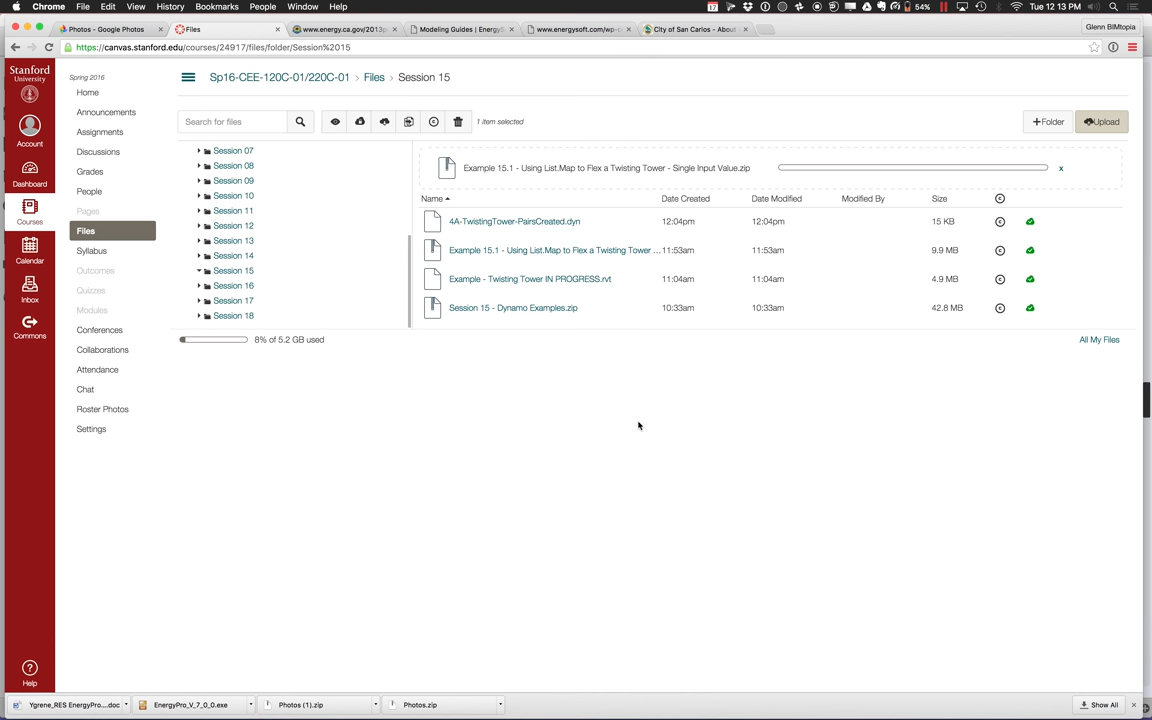 Chrome File Edit View History Bookmarks People Window Help 54% Tue 12 13 PM
Photos - Google Photos Files www.energy.ca.gov/2013p Modeling Guides | EnergyS www.energysoft.com/wp-c City of San Carlos - About Glenn BIMtopia
https://canvas.stanford.edu/courses/24917/files/folder/Session%2015
Stanford
University
Account
Dashboard
Courses
Calendar
Inbox
Commons
Help
Spring 2016
Home
Announcements
Assignments
Discussions
Grades
People
Pages
Files
Syllabus
Outcomes
Quizzes
Modules
Conferences
Collaborations
Attendance
Chat
Roster Photos
Settings
Sp16-CEE-120C-01/220C-01 › Files › Session 15
Search for files 1 item selected +Folder Upload
Session 07
Session 08
Session 09
Session 10
Session 11
Session 12
Session 13
Session 14
Session 15
Session 16
Session 17
Session 18
Example 15.1 - Using List.Map to Flex a Twisting Tower - Single Input Value.zip x
Name Date Created Date Modified Modified By Size
4A-TwistingTower-PairsCreated.dyn 12:04pm 12:04pm 15 KB
Example 15.1 - Using List.Map to Flex a Twisting Tower ... 11:53am 11:53am 9.9 MB
Example - Twisting Tower IN PROGRESS.rvt 11:04am 11:04am 4.9 MB
Session 15 - Dynamo Examples.zip 10:33am 10:33am 42.8 MB
8% of 5.2 GB used All My Files
Ygrene_RES EnergyPro....doc EnergyPro_V_7_0_0.exe Photos (1).zip Photos.zip Show All